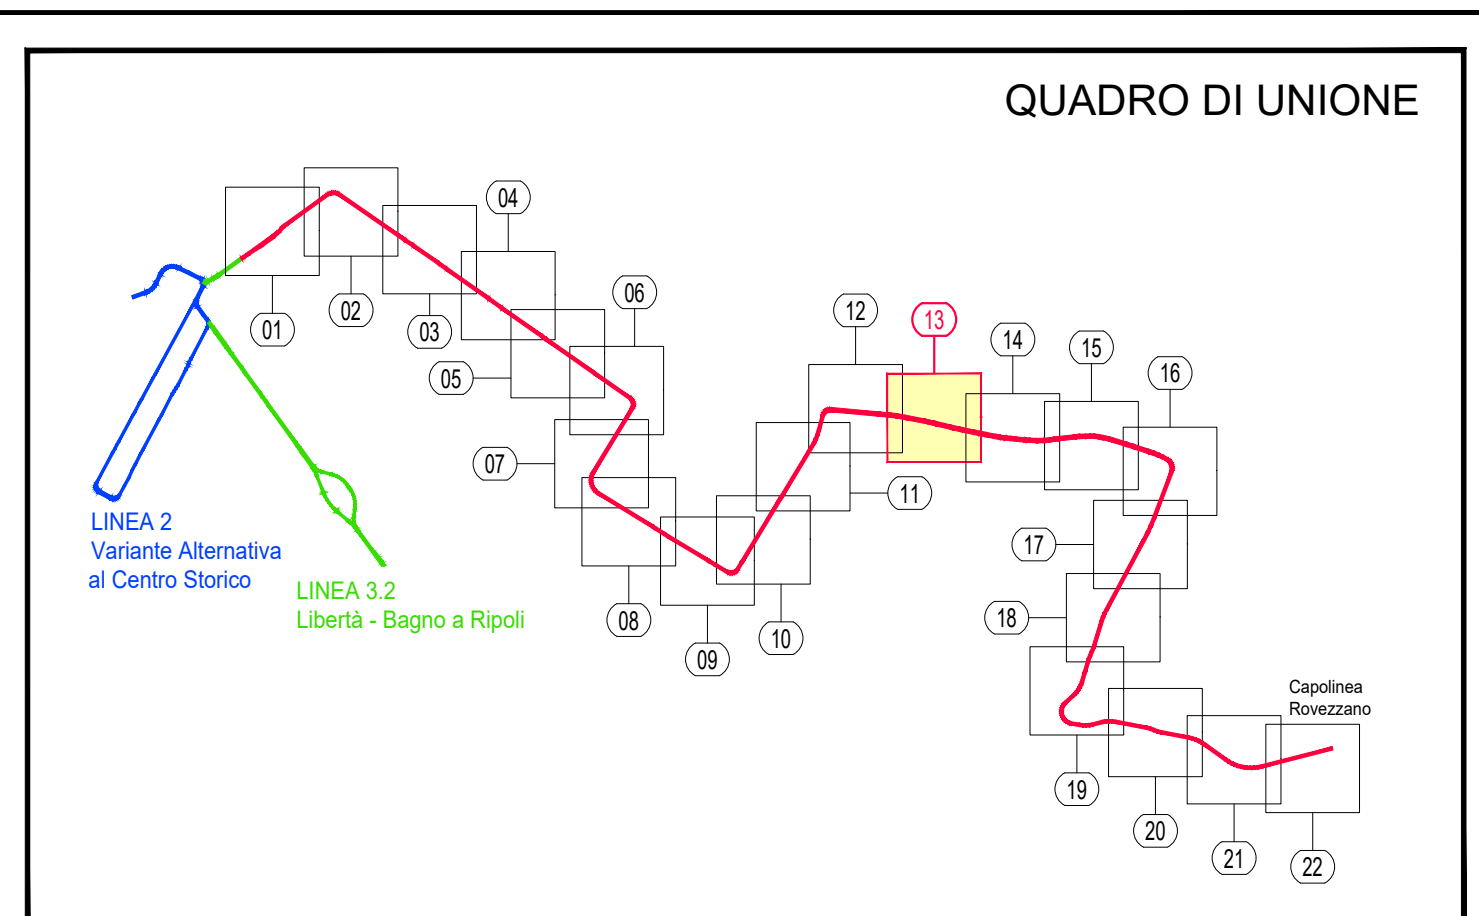 QUADRO DI UNIONE
04
06
12
13
01
02
03
14
15
05
16
07
11
LINEA 2
Variante Alternativa
al Centro Storico
17
LINEA 3.2
Libertà - Bagno a Ripoli
08
18
10
09
Capolinea
Rovezzano
19
20
21
22